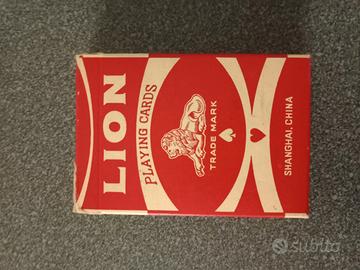 LION
PLAYING CARDS
TRADE MARK
SHANGHAI, CHINA
subito